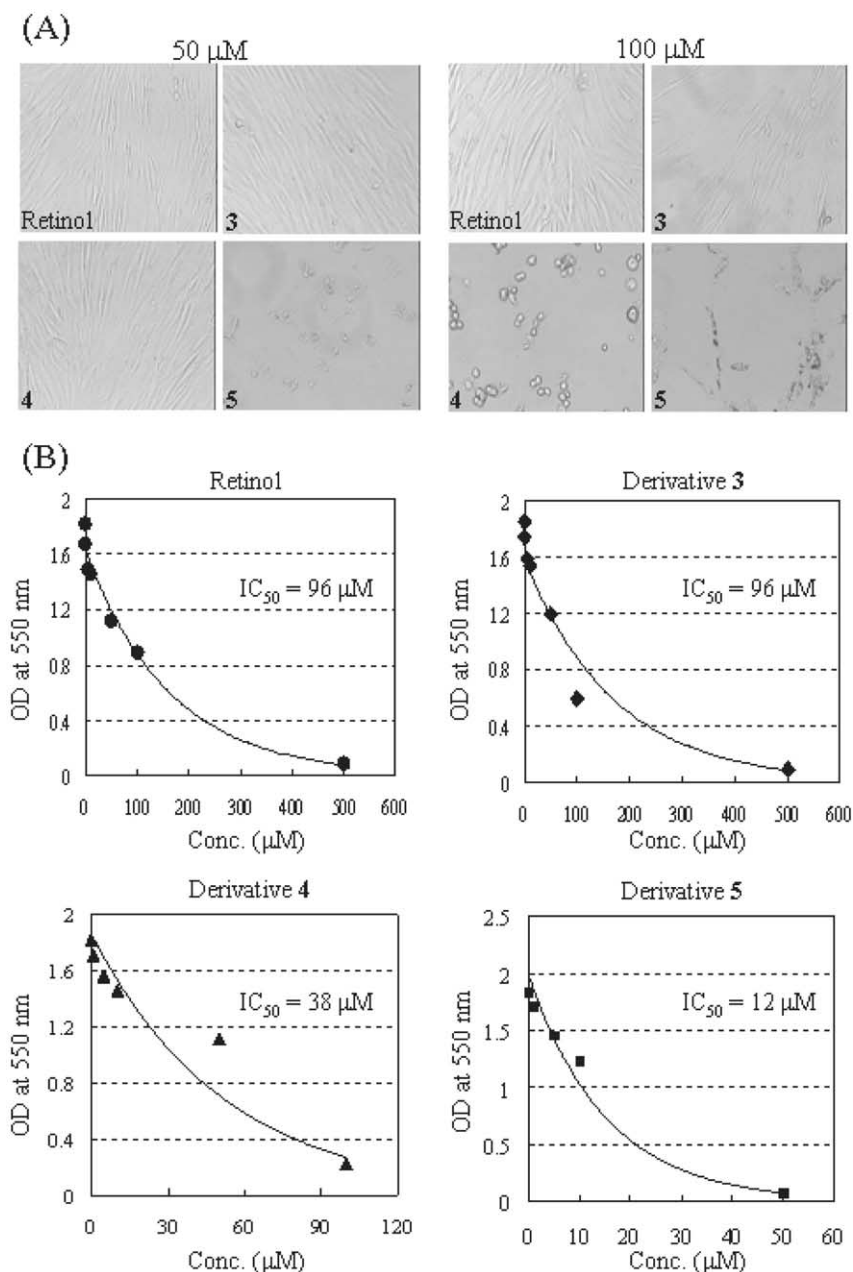 (A)
50 μM
100 μM
Retinol
3
Retinol
3
4
5
4
5
(B)
Retinol
2
1.6
1.2
0.8
0.4
0
OD at 550 nm
IC50 = 96 μM
0 100 200 300 400 500 600
Conc. (μM)
Derivative 3
2
1.6
1.2
0.8
0.4
0
OD at 550 nm
IC50 = 96 μM
0 100 200 300 400 500 600
Conc. (μM)
Derivative 4
2
1.6
1.2
0.8
0.4
0
OD at 550 nm
IC50 = 38 μM
0 30 60 90 120
Conc. (μM)
Derivative 5
2.5
2
1.5
1
0.5
0
OD at 550 nm
IC50 = 12 μM
0 10 20 30 40 50 60
Conc. (μM)